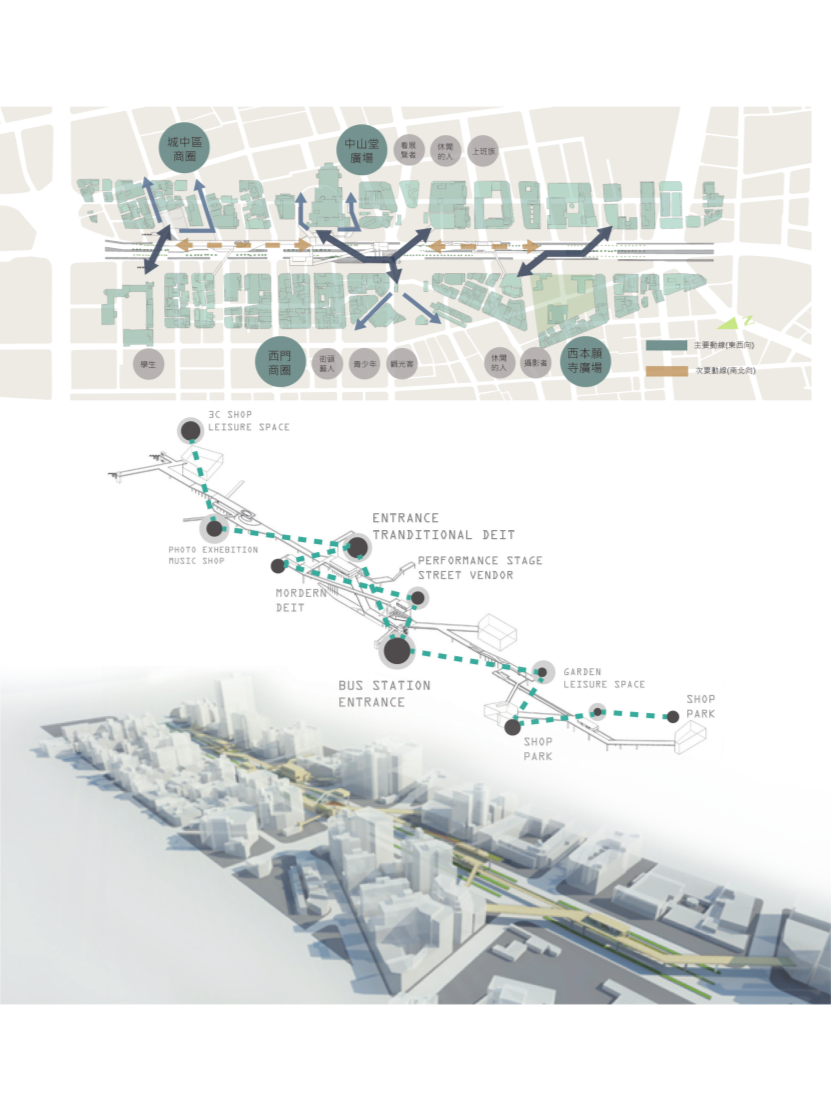 城中區
商圈
中山堂
廣場
看展
覽者
休閒
的人
上班族
學生
西門
商圈
街頭
藝人
青少年
觀光客
休閒
的人
攝影者
西本願
寺廣場
N
主要動線(東西向)
次要動線(南北向)
3C SHOP
LEISURE SPACE
PHOTO EXHEBITION
MUSIC SHOP
ENTRANCE
TRANDITIONAL DEIT
PERFORMANCE STAGE
STREET VENDOR
MORDERN
DEIT
BUS STATION
ENTRANCE
GARDEN
LEISURE SPACE
SHOP
PARK
SHOP
PARK